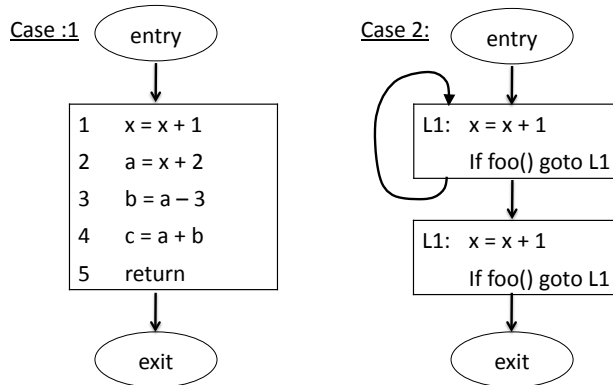 Case :1
entry
1 x = x + 1
2 a = x + 2
3 b = a – 3
4 c = a + b
5 return
exit
Case 2:
entry
L1: x = x + 1
If foo() goto L1
L1: x = x + 1
If foo() goto L1
exit